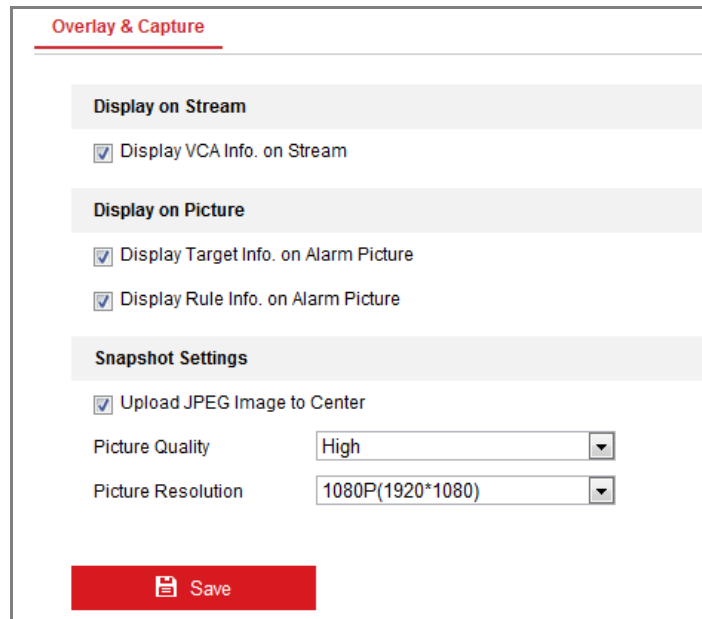 Overlay & Capture
Display on Stream
Display VCA Info. on Stream
Display on Picture
Display Target Info. on Alarm Picture
Display Rule Info. on Alarm Picture
Snapshot Settings
Upload JPEG Image to Center
Picture Quality High
Picture Resolution 1080P(1920*1080)
Save